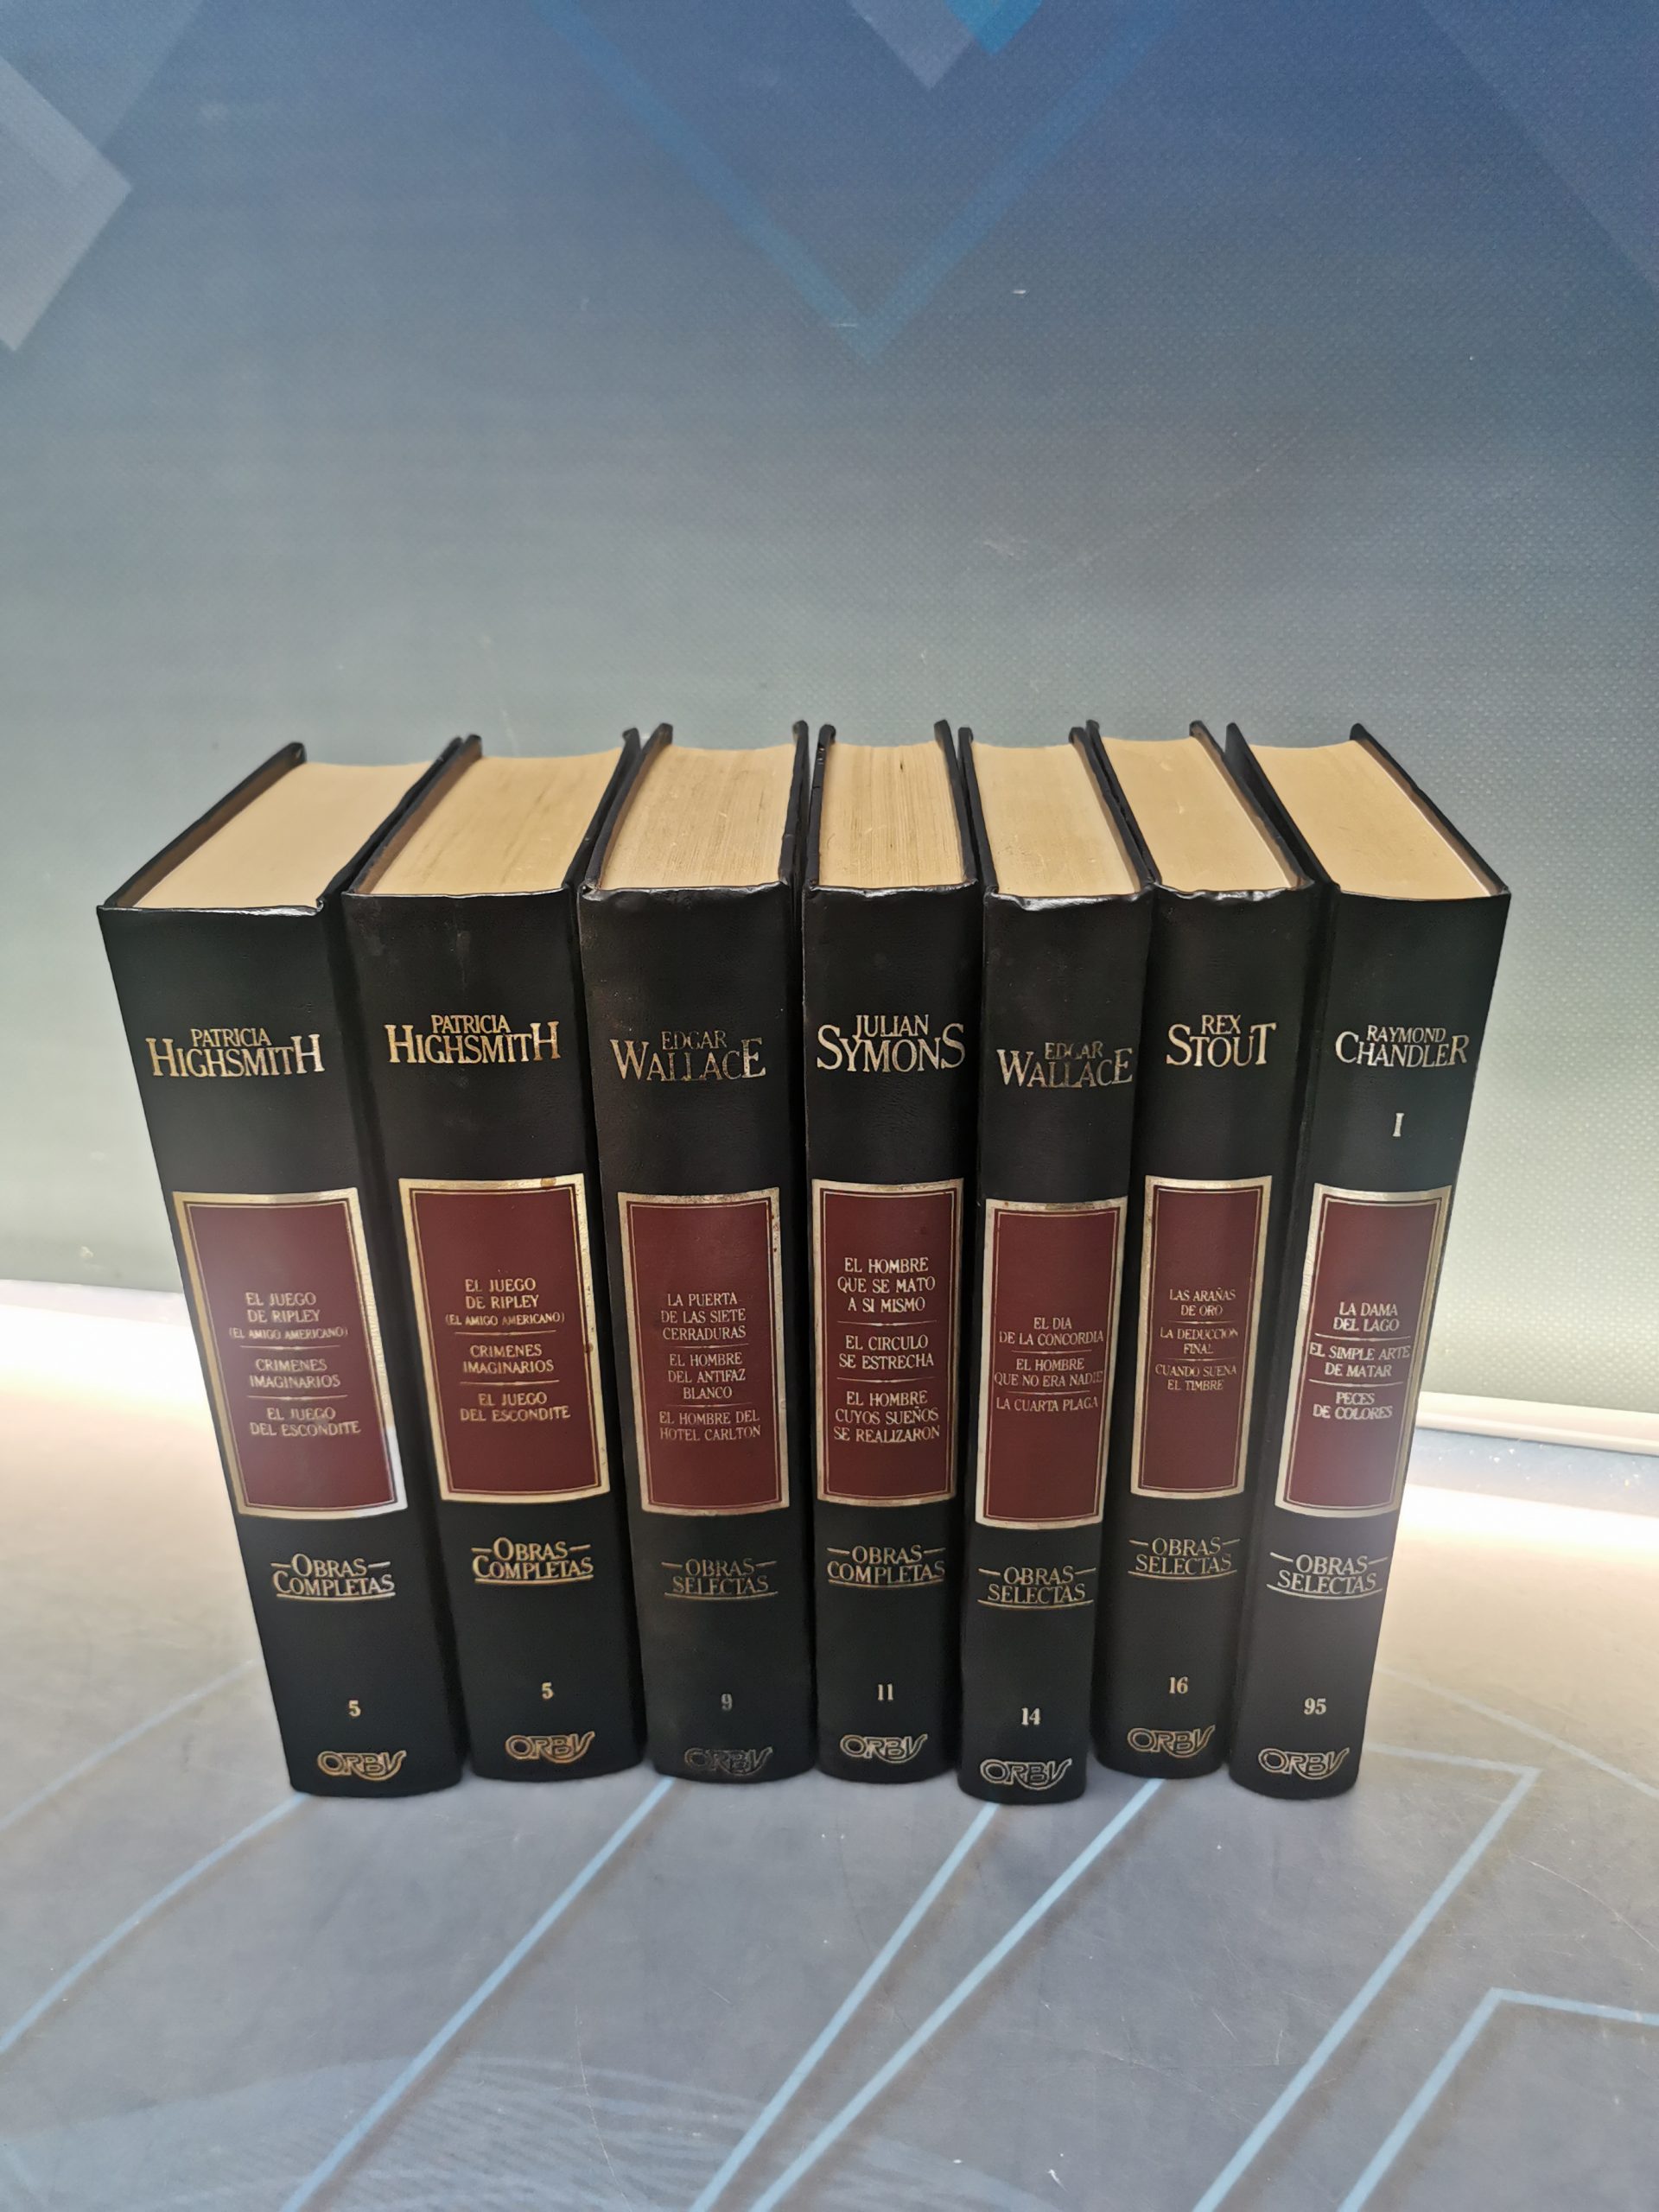 PATRICIA
HIGHSMITH
EL JUEGO
DE RIPLEY
(EL AMIGO AMERICANO)
CRIMENES
IMAGINARIOS
EL JUEGO
DEL ESCONDITE
OBRAS
COMPLETAS
5
ORBIS
PATRICIA
HIGHSMITH
EL JUEGO
DE RIPLEY
(EL AMIGO AMERICANO)
CRIMENES
IMAGINARIOS
EL JUEGO
DEL ESCONDITE
OBRAS
COMPLETAS
5
ORBIS
EDGAR
WALLACE
LA PUERTA
DE LAS SIETE
CERRADURAS
EL HOMBRE
DEL ANTIFAZ
BLANCO
EL HOMBRE DEL
HOTEL CARLTON
OBRAS
SELECTAS
9
ORBIS
JULIAN
SYMONS
EL HOMBRE
QUE SE MATO
A SI MISMO
EL CIRCULO
SE ESTRECHA
EL HOMBRE
CUYOS SUEÑOS
SE REALIZARON
OBRAS
COMPLETAS
11
ORBIS
EDGAR
WALLACE
EL DIA
DE LA CONCORDIA
EL HOMBRE
QUE NO ERA NADIE
LA CUARTA PLAGA
OBRAS
SELECTAS
14
ORBIS
REX
STOUT
LAS ARAÑAS
DE ORO
LA DEDUCCION
FINAL
CUANDO SUENA
EL TIMBRE
OBRAS
SELECTAS
16
ORBIS
RAYMOND
CHANDLER
I
LA DAMA
DEL LAGO
EL SIMPLE ARTE
DE MATAR
PECES
DE COLORES
OBRAS
SELECTAS
95
ORBIS